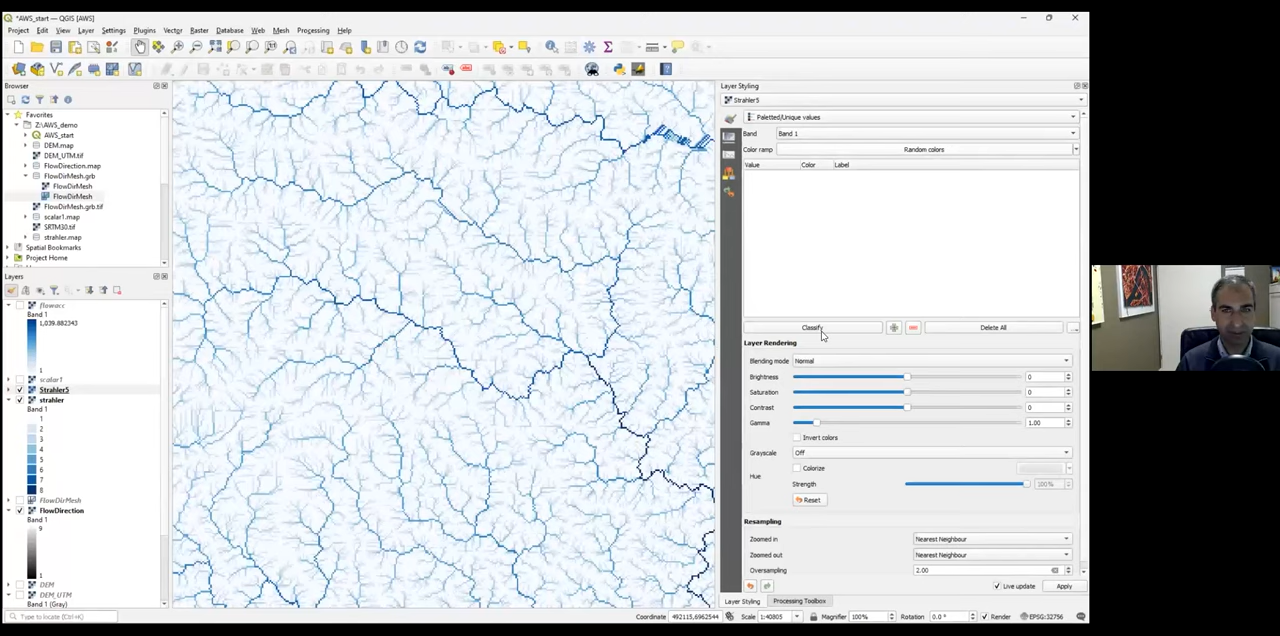 *AWS_start — QGIS [AWS]
Project Edit View Layer Settings Plugins Vector Raster Database Web Mesh Processing Help
Browser
Favorites
Z:\AWS_demo
AWS_start
DEM.map
DEM_UTM.tif
FlowDirection.map
FlowDirMesh.grb
FlowDirMesh
FlowDirMesh
FlowDirMesh.grb.tif
scalar1.map
SRTM30.tif
strahler.map
Spatial Bookmarks
Project Home
Layers
flowacc
Band 1
1,039.882343
1
scalar1
Strahler5
strahler
Band 1
1
2
3
4
5
6
7
8
FlowDirMesh
FlowDirection
Band 1
9
1
DEM
DEM_UTM
Band 1 (Gray)
Layer Styling
Strahler5
Paletted/Unique values
Band Band 1
Color ramp Random colors
Value Color Label
Classify Delete All ...
Layer Rendering
Blending mode Normal
Brightness 0
Saturation 0
Contrast 0
Gamma 1.00
Invert colors
Grayscale Off
Hue Colorize
Strength 100%
Reset
Resampling
Zoomed in Nearest Neighbour
Zoomed out Nearest Neighbour
Oversampling 2.00
Live update Apply
Layer Styling Processing Toolbox
Type to locate (Ctrl+K) Coordinate 492115,6962544 Scale 1:40805 Magnifier 100% Rotation 0.0 ° Render EPSG:32756